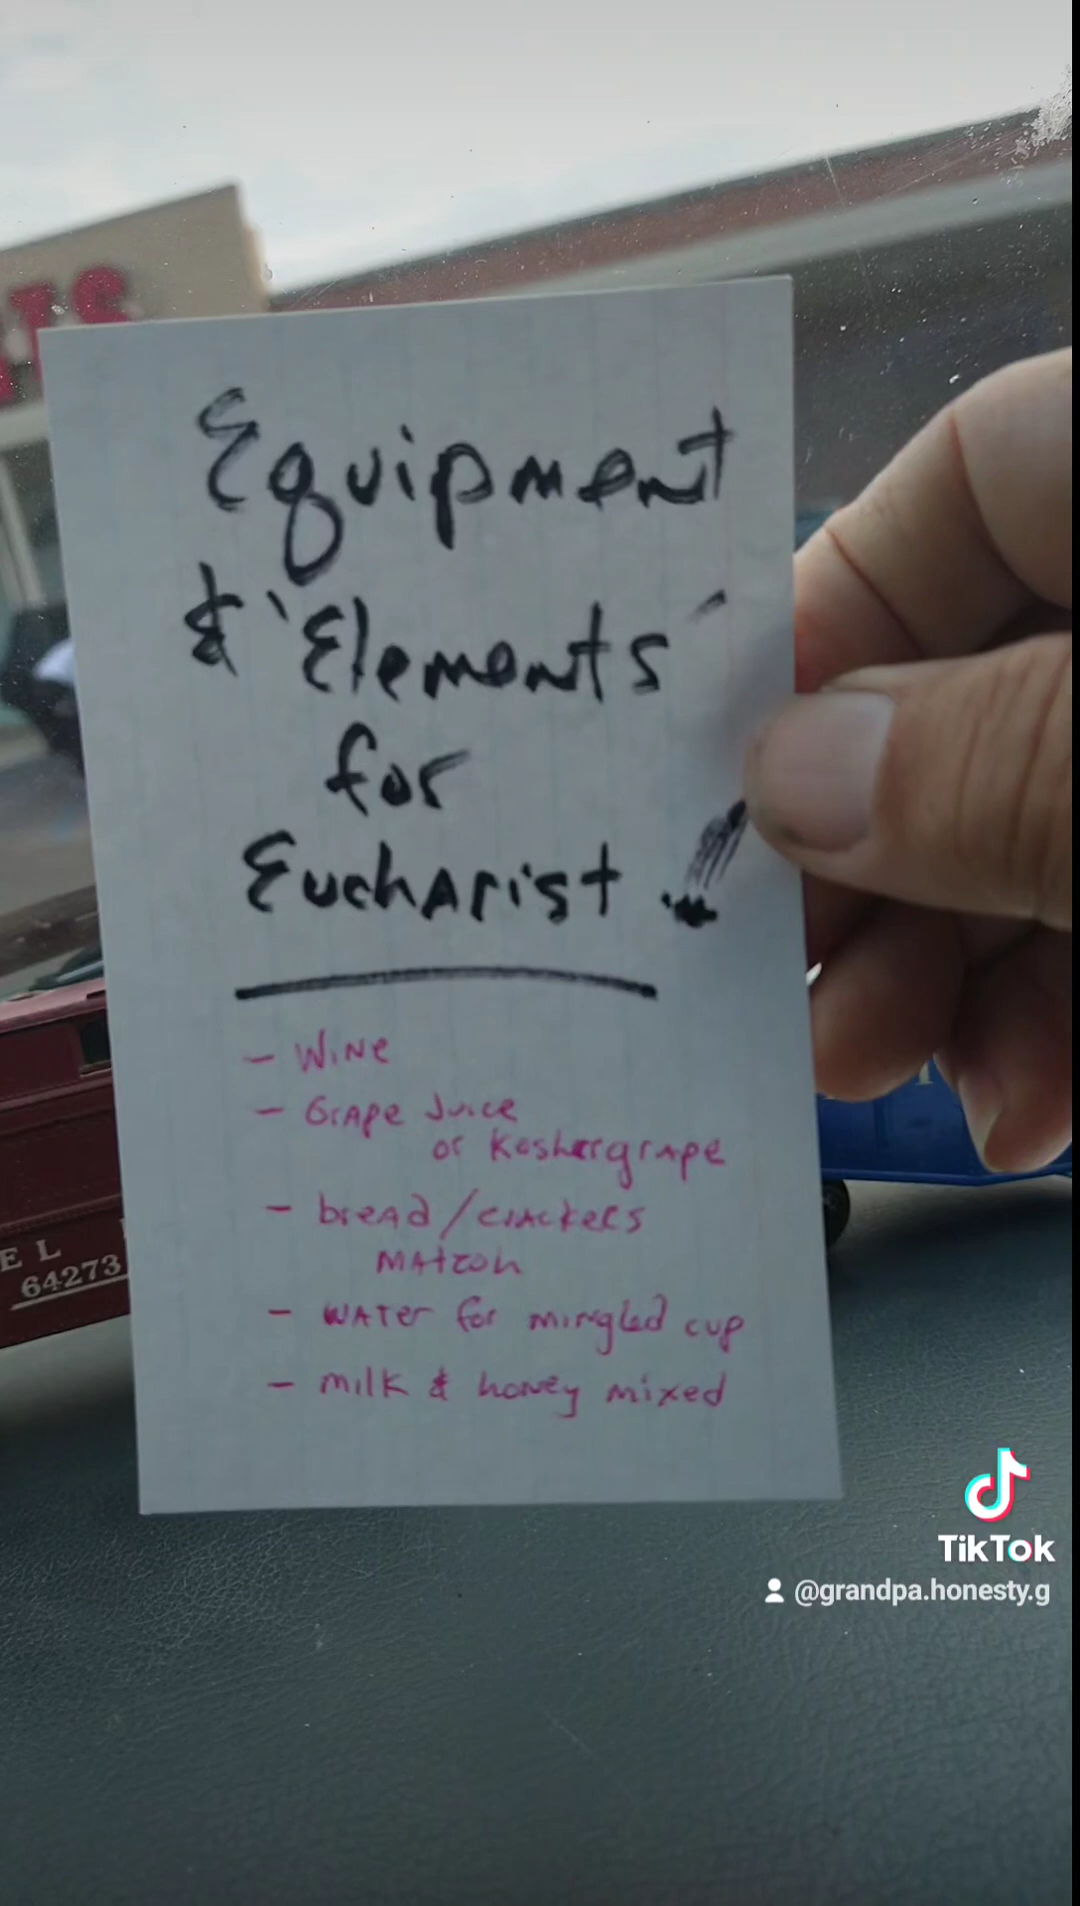 Equipment
& 'Elements'
for
Eucharist !
- Wine
- Grape Juice
or Koshergrape
- bread/crackers
Matzoh
- water for mingled cup
- milk & honey mixed
EL
64273
TikTok
@grandpa.honesty.g